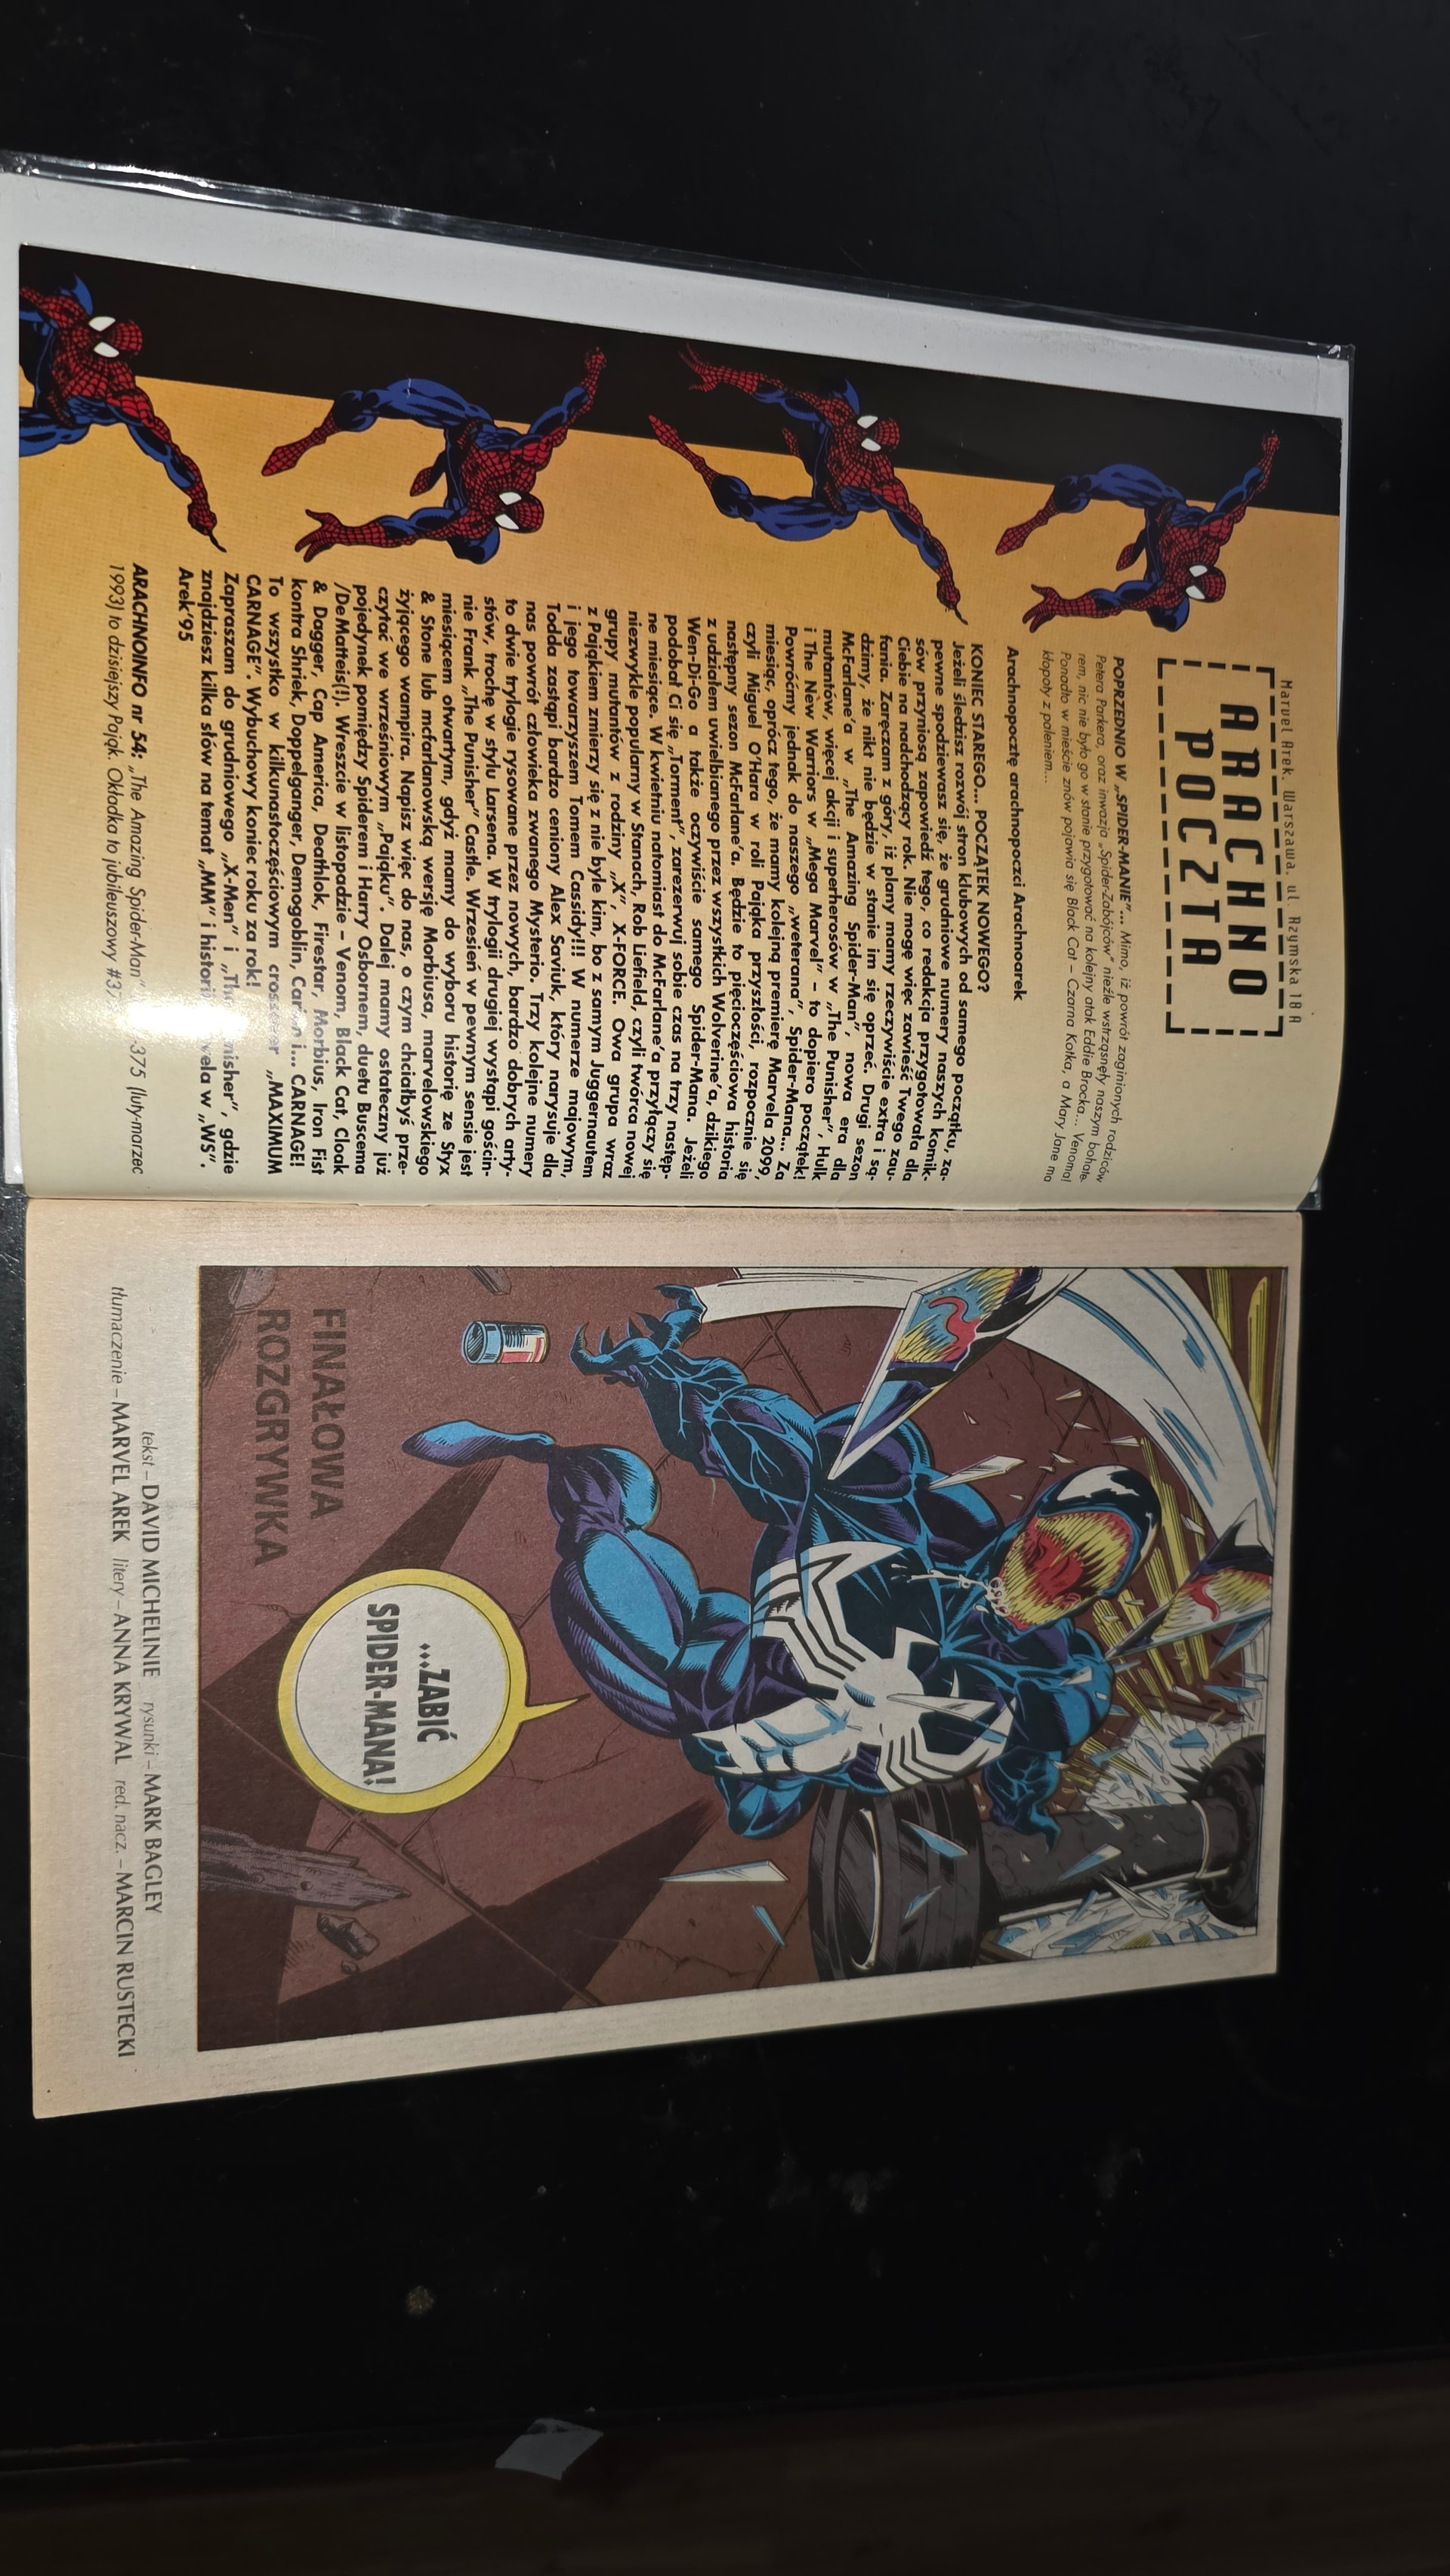 Marvel Arek. Warszawa. ul. Rzymska 18 A
ARACHNO
POCZTA
POPRZEDNIO W „SPIDER-MANIE”... Mimo, iż powrót zaginionych rodziców
Petera Parkera, oraz inwazja „Spider-Zabójców” nieźle wstrząsnęły naszym bohate-
rem, nic nie było go w stanie przygotować na kolejny atak Eddie Brocka... Venoma!
Ponadto w mieście znów pojawia się Black Cat – Czarna Kotka, a Mary Jane ma
kłopoty z paleniem...
Arachnopocztę arachnopoczci Arachnoarek
KONIEC STAREGO... POCZĄTEK NOWEGO?
Jeżeli śledzisz rozwój stron klubowych od samego początku, za-
pewne spodziewasz się, że grudniowe numery naszych komik-
sów przyniosą zapowiedź tego, co redakcja przygotowała dla
Ciebie na nadchodzący rok. Nie mogę więc zawieść Twego zau-
fania. Zaręczam z góry, iż plany mamy rzeczywiście extra i są-
dzimy, że nikt nie będzie w stanie im się oprzeć. Drugi sezon
McFarlane'a w „The Amazing Spider-Man”, nowa era dla
mutantów, więcej akcji i superherosów w „The Punisher”, Hulk
i The New Warriors w „Mega Marvel” – to dopiero początek!
Powróćmy jednak do naszego „weterana”, Spider-Mana... Za
miesiąc, oprócz tego, że mamy kolejną premierę Marvela 2099,
czyli Miguel O'Hara w roli Pająka przyszłości, rozpocznie się
następny sezon McFarlane'a. Będzie to pięcioczęściowa historia
z udziałem uwielbianego przez wszystkich Wolverine'a, dzikiego
Wen-Di-Go a także oczywiście samego Spider-Mana. Jeżeli
podobał Ci się „Torment”, zarezerwuj sobie czas na trzy następ-
ne miesiące. W kwietniu natomiast do McFarlane'a przyłączy się
niezwykle popularny w Stanach, Rob Liefield, czyli twórca nowej
grupy mutantów z rodziny „X”, X-FORCE. Owa grupa wraz
z Pająkiem zmierzy się z nie byle kim, bo z samym Juggernautem
i jego towarzyszem Tomem Cassidy!!! W numerze majowym,
Todda zastąpi bardzo ceniony Alex Saviuk, który narysuje dla
nas powrót człowieka zwanego Mysterio. Trzy kolejne numery
to dwie trylogie rysowane przez nowych, bardzo dobrych arty-
stów, trochę w stylu Larsena. W trylogii drugiej wystąpi gościn-
nie Frank „The Punisher” Castle. Wrzesień w pewnym sensie jest
miesiącem otwartym, gdyż mamy do wyboru historię ze Styx
& Stone lub mcfarlanowską wersję Morbiusa, marvelowskiego
żyjącego wampira. Napisz więc do nas, o czym chciałbyś prze-
czytać we wrześniowym „Pająku”. Dalej mamy ostateczny już
pojedynek pomiędzy Spiderem i Harry Osbornem, duetu Buscema
/DeMatteis(!). Wreszcie w listopadzie – Venom, Black Cat, Cloak
& Dagger, Cap America, Deathlok, Firestar, Morbius, Iron Fist
kontra Shriek, Doppelganger, Demogoblin, Carrion i... CARNAGE!
To wszystko w kilkunastoczęściowym crossover „MAXIMUM
CARNAGE”. Wybuchowy koniec roku za rok!
Zapraszam do grudniowego „X-Men” i „The Punisher”, gdzie
znajdziesz kilka słów na temat „MM” i historii Marvela w „WS”.
Arek'95
ARACHNOINFO nr 54: „The Amazing Spider-Man” 375 (luty-marzec
1993) to dzisiejszy Pająk. Okładka to jubileuszowy #37
FINAŁOWA
ROZGRYWKA
...ZABIĆ
SPIDER-MANA!
tekst – DAVID MICHELINIE rysunki – MARK BAGLEY
tłumaczenie – MARVEL AREK litery – ANNA KRYWAL red. nacz. – MARCIN RUSTECKI